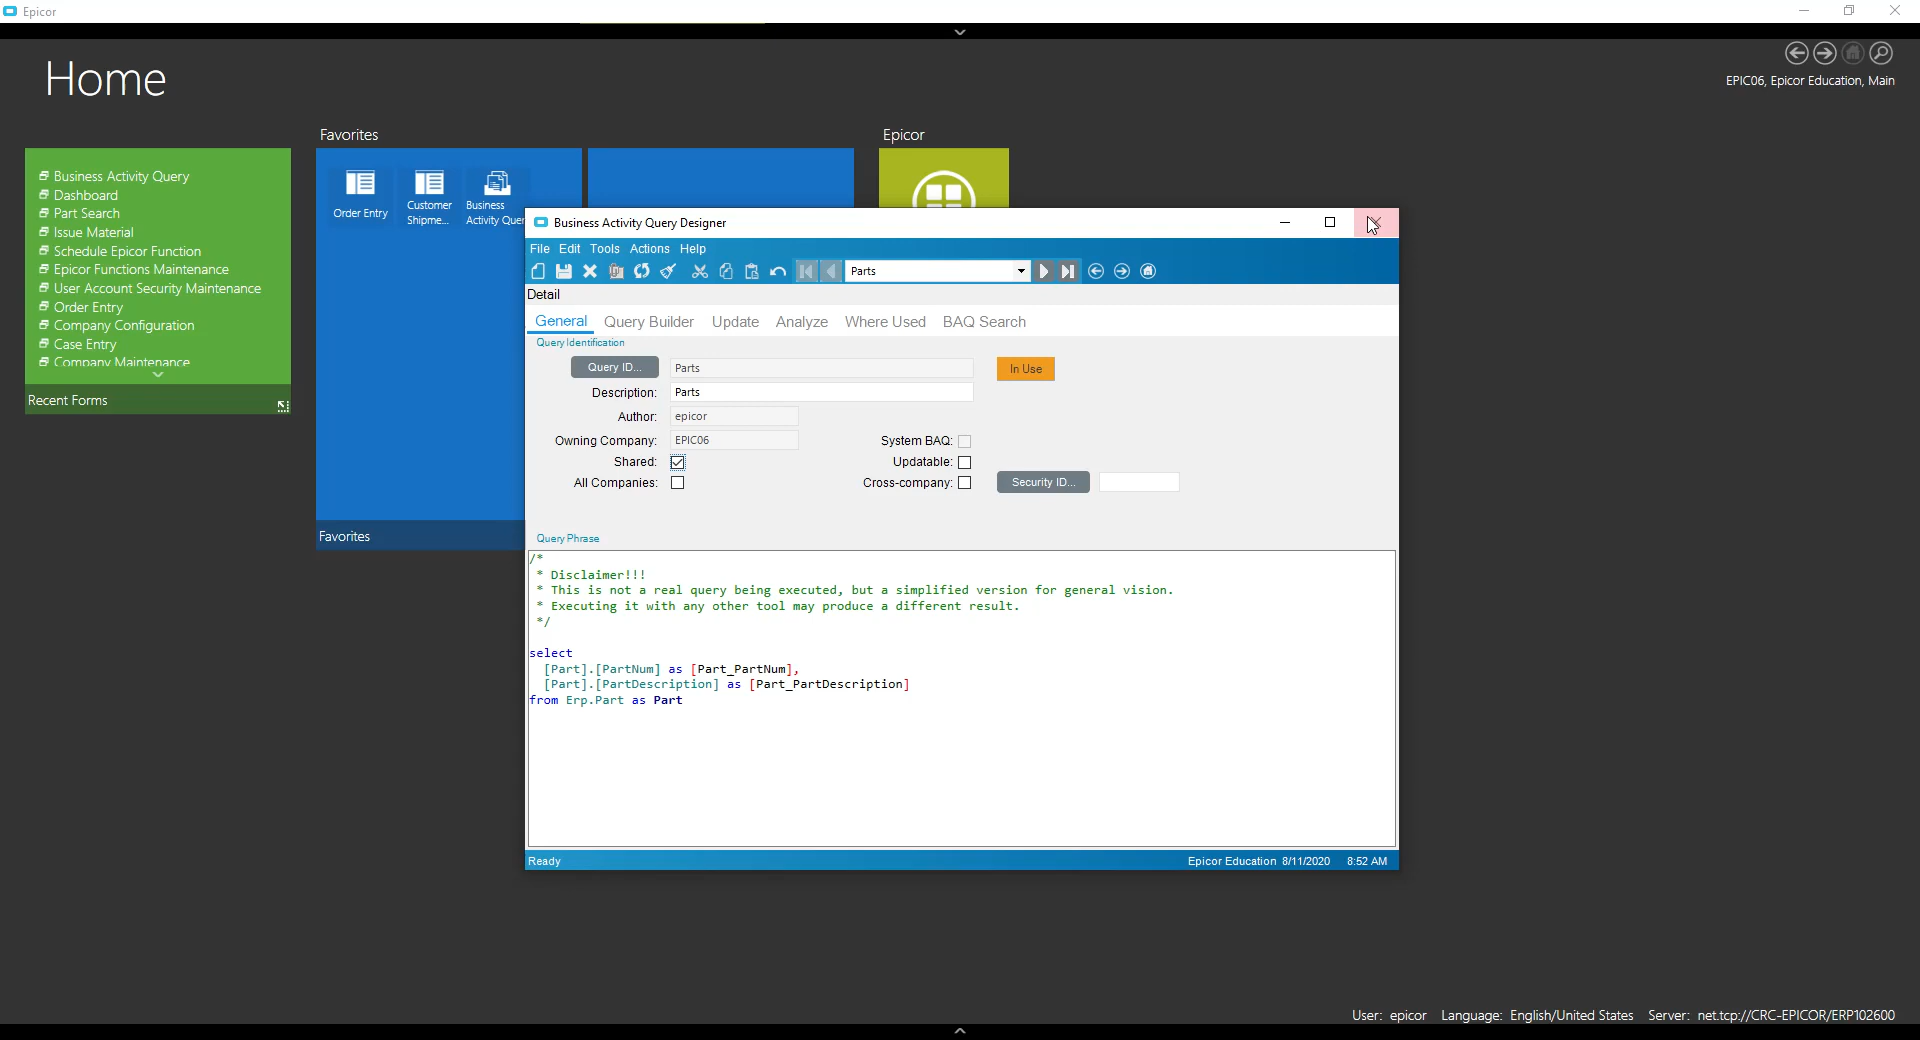 Epicor
Home
EPIC06, Epicor Education, Main
Favorites
Epicor
Business Activity Query
Dashboard
Part Search
Issue Material
Schedule Epicor Function
Epicor Functions Maintenance
User Account Security Maintenance
Order Entry
Company Configuration
Case Entry
Company Maintenance
Recent Forms
Order Entry
Customer
Shipme...
Business
Activity Quer
Favorites
Business Activity Query Designer
File Edit Tools Actions Help
Parts
Detail
General Query Builder Update Analyze Where Used BAQ Search
Query Identification
Query ID... Parts In Use
Description: Parts
Author: epicor
Owning Company: EPIC06 System BAQ:
Shared: Updatable:
All Companies: Cross-company: Security ID...
Query Phrase
/*
* Disclaimer!!!
* This is not a real query being executed, but a simplified version for general vision.
* Executing it with any other tool may produce a different result.
*/
select
[Part].[PartNum] as [Part_PartNum],
[Part].[PartDescription] as [Part_PartDescription]
from Erp.Part as Part
Ready Epicor Education 8/11/2020 8:52 AM
User: epicor Language: English/United States Server: net.tcp://CRC-EPICOR/ERP102600